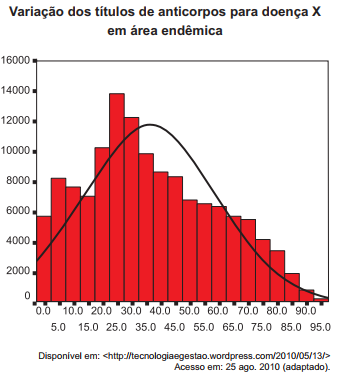 Variação dos títulos de anticorpos para doença X
em área endêmica
16000
14000
12000
10000
8000
6000
4000
2000
0
0.0 10.0 20.0 30.0 40.0 50.0 60.0 70.0 80.0 90.0
5.0 15.0 25.0 35.0 45.0 55.0 65.0 75.0 85.0 95.0
Disponível em: <http://tecnologiaegestao.wordpress.com/2010/05/13/>
Acesso em: 25 ago. 2010 (adaptado).